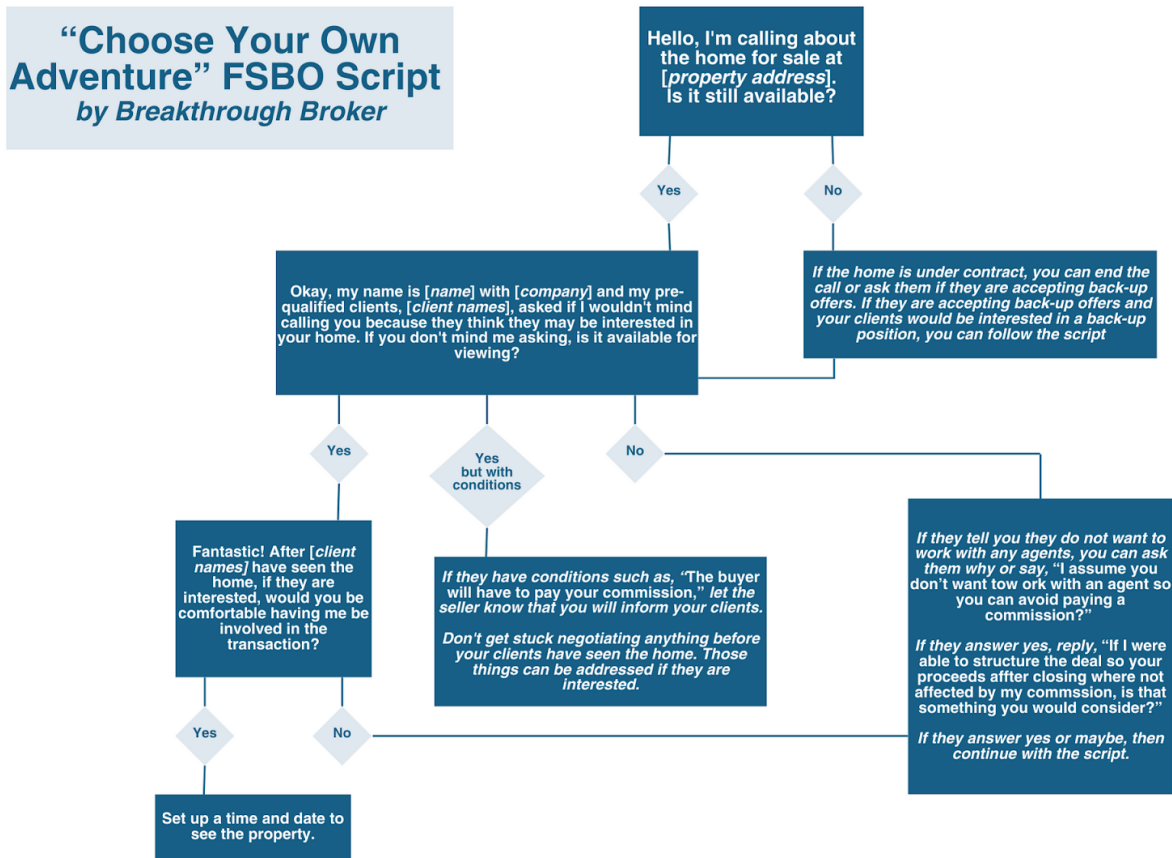 “Choose Your Own
Adventure” FSBO Script
by Breakthrough Broker
Hello, I'm calling about
the home for sale at
[property address].
Is it still available?
Yes
No
Okay, my name is [name] with [company] and my pre-
qualified clients, [client names], asked if I wouldn't mind
calling you because they think they may be interested in
your home. If you don't mind me asking, is it available for
viewing?
If the home is under contract, you can end the
call or ask them if they are accepting back-up
offers. If they are accepting back-up offers and
your clients would be interested in a back-up
position, you can follow the script
Yes
Yes
but with
conditions
No
Fantastic! After [client
names] have seen the
home, if they are
interested, would you be
comfortable having me be
involved in the
transaction?
If they have conditions such as, “The buyer
will have to pay your commission,” let the
seller know that you will inform your clients.
Don't get stuck negotiating anything before
your clients have seen the home. Those
things can be addressed if they are
interested.
If they tell you they do not want to
work with any agents, you can ask
them why or say, “I assume you
don't want tow ork with an agent so
you can avoid paying a
commission?”
If they answer yes, reply, “If I were
able to structure the deal so your
proceeds affter closing where not
affected by my commssion, is that
something you would consider?”
If they answer yes or maybe, then
continue with the script.
Yes
No
Set up a time and date to
see the property.